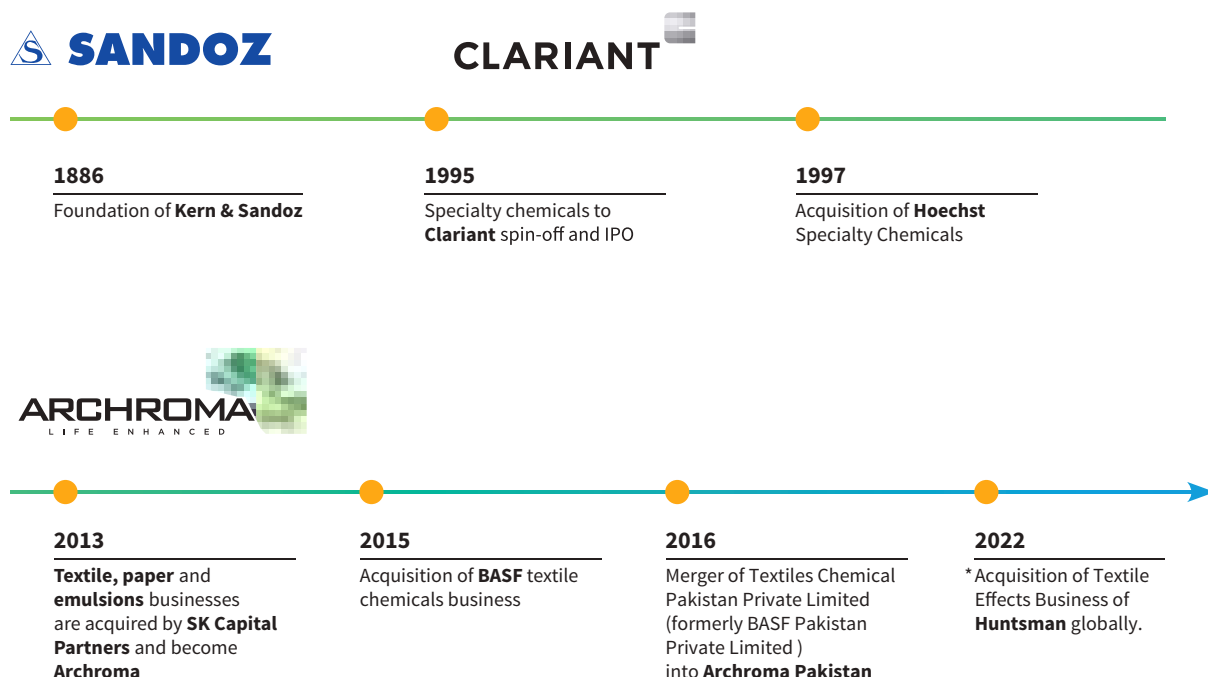 SANDOZ
CLARIANT
1886
Foundation of Kern & Sandoz
1995
Specialty chemicals to
Clariant spin-off and IPO
1997
Acquisition of Hoechst
Specialty Chemicals
ARCHROMA
LIFE ENHANCED
2013
Textile, paper and
emulsions businesses
are acquired by SK Capital
Partners and become
Archroma
2015
Acquisition of BASF textile
chemicals business
2016
Merger of Textiles Chemical
Pakistan Private Limited
(formerly BASF Pakistan
Private Limited )
into Archroma Pakistan
2022
*Acquisition of Textile
Effects Business of
Huntsman globally.